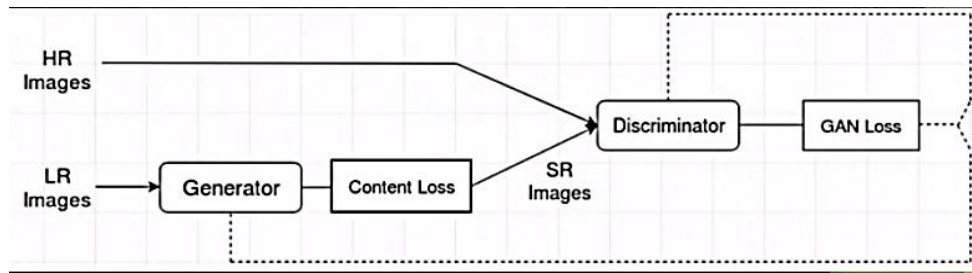 HR
Images
Discriminator
GAN Loss
LR
Images
Generator
Content Loss
SR
Images